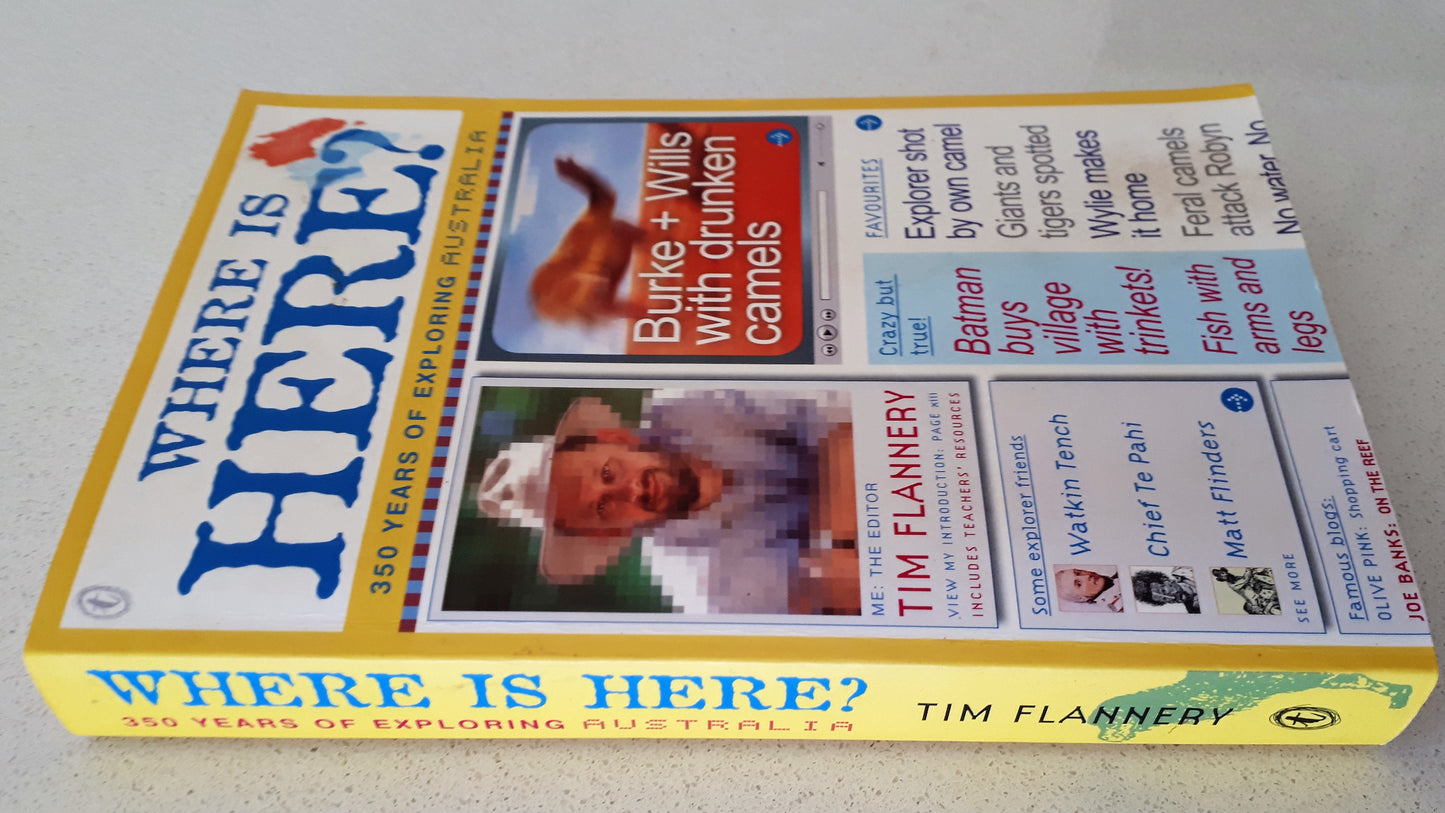 WHERE IS
HERE?
350 YEARS OF EXPLORING AUSTRALIA
t
Burke + Wills
with drunken
camels
ME: THE EDITOR
TIM FLANNERY
VIEW MY INTRODUCTION: PAGE XIII
INCLUDES TEACHERS' RESOURCES
Crazy but
true!
Batman
buys
village
with
trinkets!
Fish with
arms and
legs
FAVOURITES
Explorer shot
by own camel
Giants and
tigers spotted
Wylie makes
it home
Feral camels
attack Robyn
No water No
Some explorer friends
Watkin Tench
Chief Te Pahi
Matt Flinders
SEE MORE
Famous blogs:
OLIVE PINK: Shopping cart
JOE BANKS: ON THE REEF
WHERE IS HERE?
350 YEARS OF EXPLORING AUSTRALIA
TIM FLANNERY
t